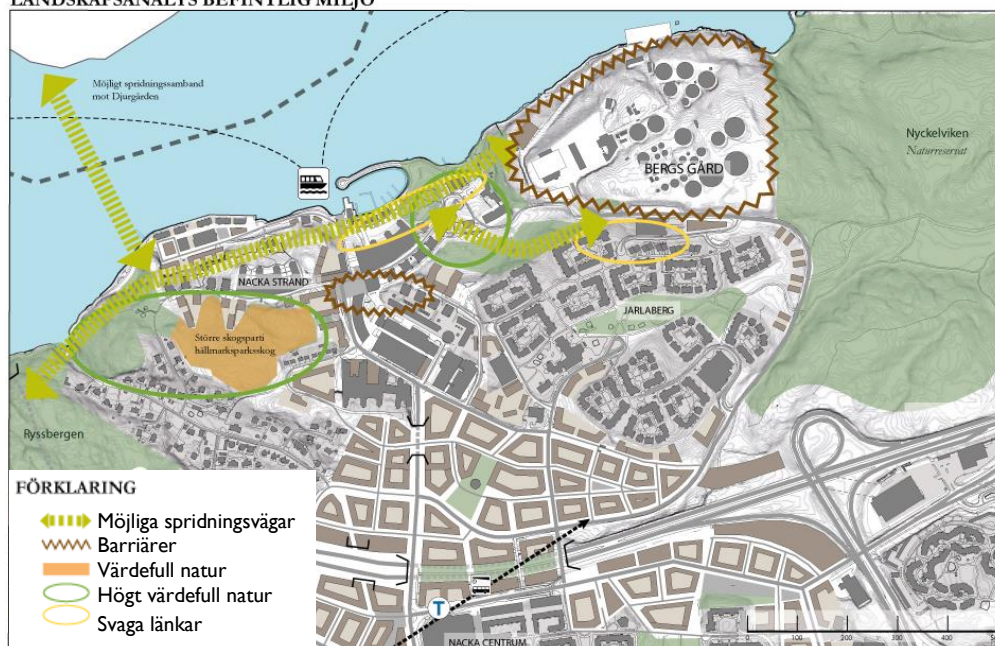 LANDSKAPSANALYS BEFINTLIG MILJÖ
Möjligt spridningssamband
mot Djurgården
Nyckelviken
Naturreservat
BERGS GÅRD
NACKA STRAND
JARLABERG
Större skogsparti
hällmarksparksskog
Ryssbergen
FÖRKLARING
Möjliga spridningsvägar
Barriärer
Värdefull natur
Högt värdefull natur
Svaga länkar
T
NACKA CENTRUM
0 100 200 300 400